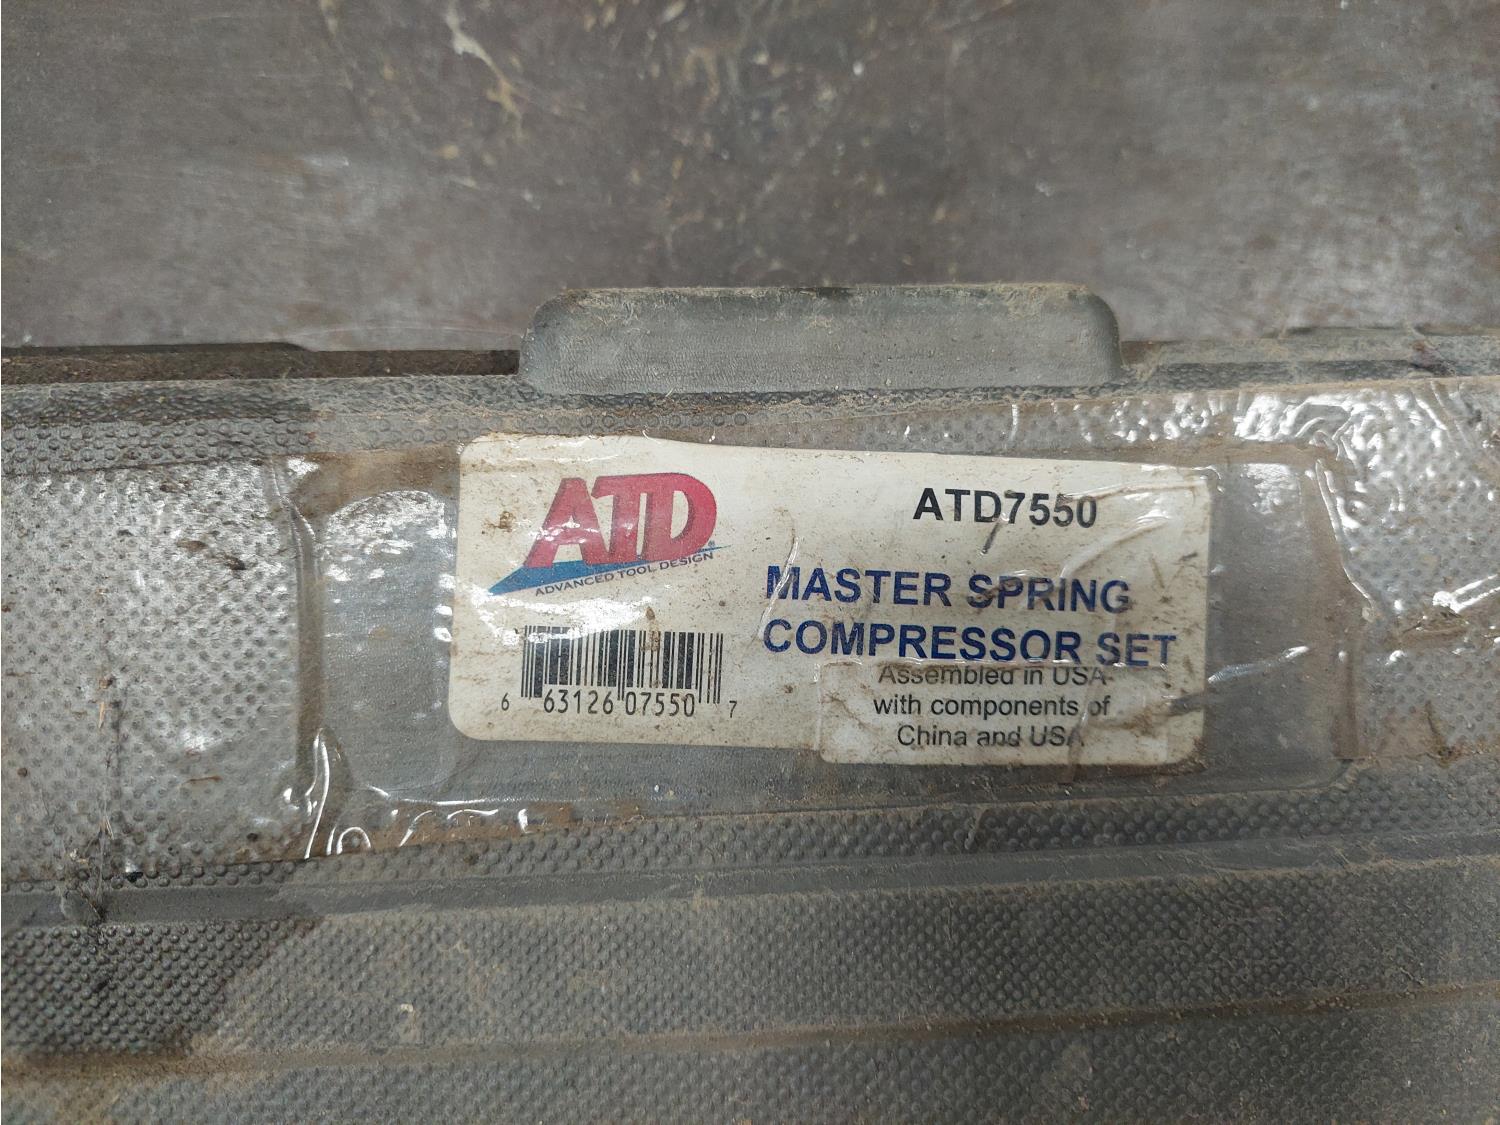 ATD®
ADVANCED TOOL DESIGN
ATD7550
MASTER SPRING
COMPRESSOR SET
Assembled in USA
with components of
China and USA
6 63126 07550 7